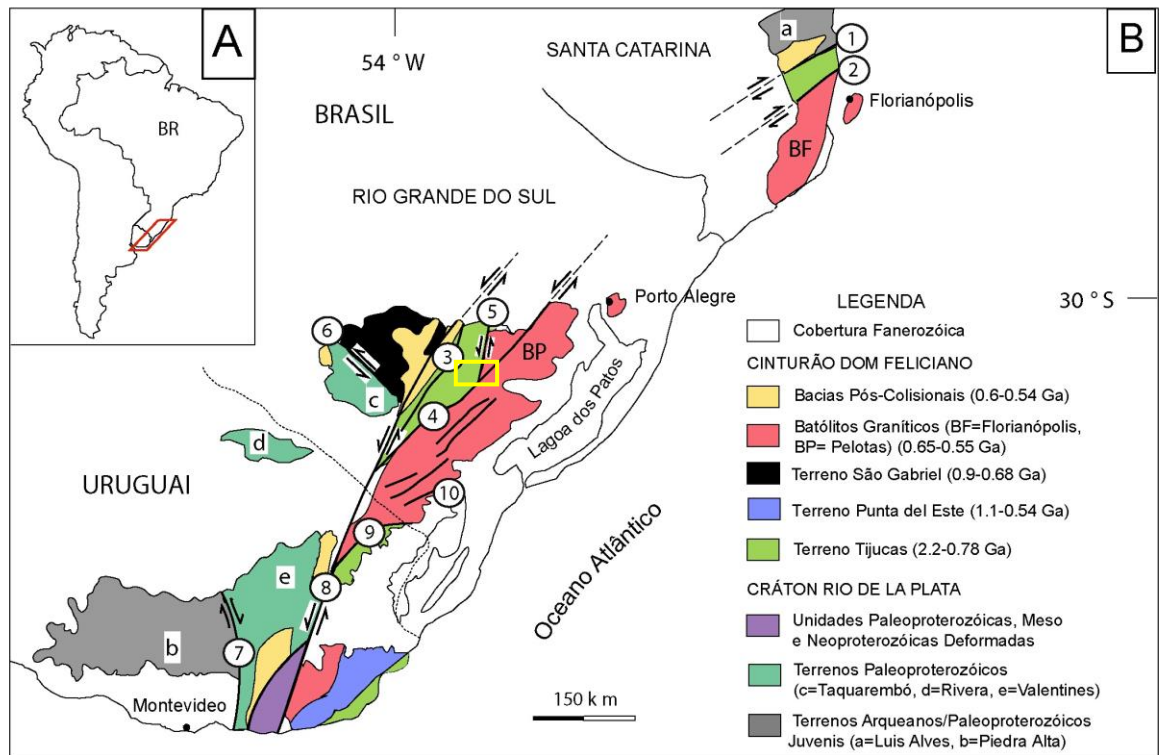 A
BR
B
54 ° W
SANTA CATARINA
a
1
2
Florianópolis
BRASIL
BF
RIO GRANDE DO SUL
Porto Alegre
30 ° S
6
5
3
BP
c
4
Lagoa dos Patos
d
URUGUAI
10
9
Oceano Atlântico
e
8
b
7
Montevideo
150 k m
LEGENDA
Cobertura Fanerozóica
CINTURÃO DOM FELICIANO
Bacias Pós-Colisionais (0.6-0.54 Ga)
Batólitos Graníticos (BF=Florianópolis,
BP= Pelotas) (0.65-0.55 Ga)
Terreno São Gabriel (0.9-0.68 Ga)
Terreno Punta del Este (1.1-0.54 Ga)
Terreno Tijucas (2.2-0.78 Ga)
CRÁTON RIO DE LA PLATA
Unidades Paleoproterozóicas, Meso
e Neoproterozóicas Deformadas
Terrenos Paleoproterozóicos
(c=Taquarembó, d=Rivera, e=Valentines)
Terrenos Arqueanos/Paleoproterozóicos
Juvenis (a=Luis Alves, b=Piedra Alta)